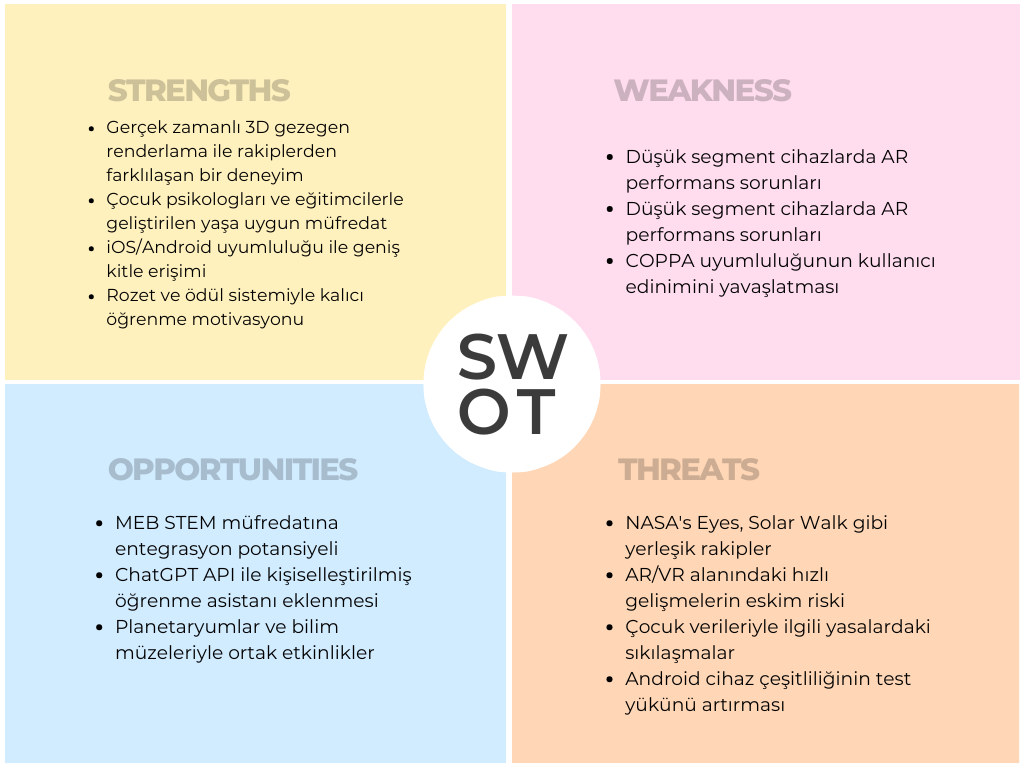 STRENGTHS
• Gerçek zamanlı 3D gezegen
renderlama ile rakiplerden
farklılaşan bir deneyim
• Çocuk psikologları ve eğitimcilerle
geliştirilen yaşa uygun müfredat
• iOS/Android uyumluluğu ile geniş
kitle erişimi
• Rozet ve ödül sistemiyle kalıcı
öğrenme motivasyonu
WEAKNESS
• Düşük segment cihazlarda AR
performans sorunları
• Düşük segment cihazlarda AR
performans sorunları
• COPPA uyumluluğunun kullanıcı
edinimini yavaşlatması
SW
OT
OPPORTUNITIES
• MEB STEM müfredatına
entegrasyon potansiyeli
• ChatGPT API ile kişiselleştirilmiş
öğrenme asistanı eklenmesi
• Planetaryumlar ve bilim
müzeleriyle ortak etkinlikler
THREATS
• NASA's Eyes, Solar Walk gibi
yerleşik rakipler
• AR/VR alanındaki hızlı
gelişmelerin eskim riski
• Çocuk verileriyle ilgili yasalardaki
sıkılaşmalar
• Android cihaz çeşitliliğinin test
yükünü artırması